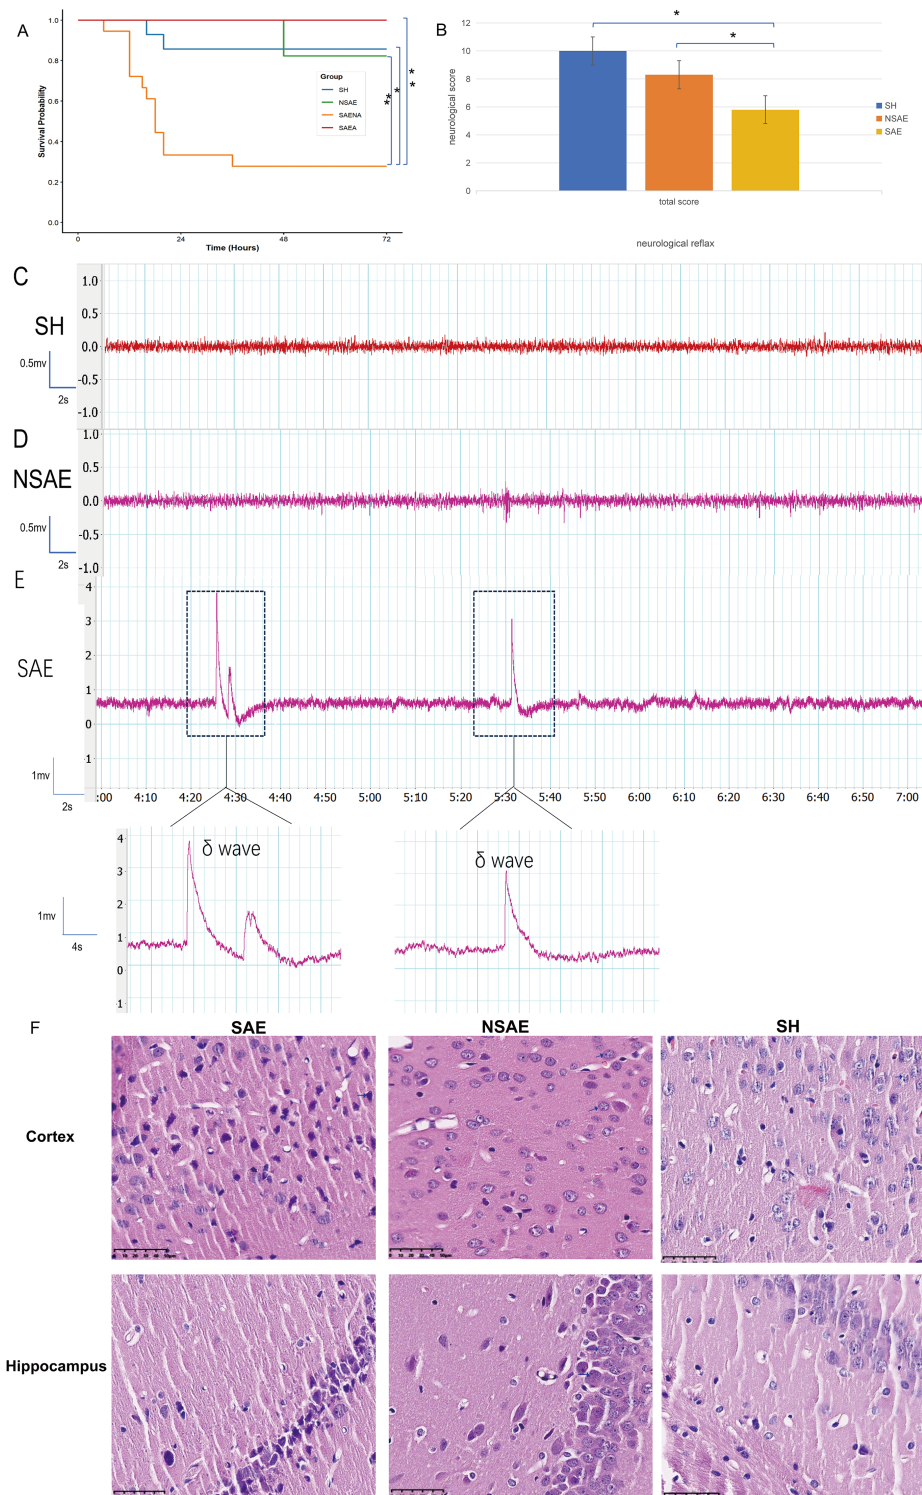 A
Survival Probability
1.0
0.8
0.6
0.4
0.2
0.0
0
24
48
72
Time (Hours)
Group
SH
NSAE
SAENA
SAEA
**
*
**
B
neurological score
12
10
8
6
4
2
0
*
*
SH
NSAE
SAE
total score
neurological reflax
C
SH
0.5mv
2s
1.0
0.5
0.0
-0.5
-1.0
D
NSAE
0.5mv
2s
1.0
0.5
0.0
-0.5
-1.0
E
SAE
1mv
2s
4
3
2
1
0
1
:00 4:10 4:20 4:30 4:40 4:50 5:00 5:10 5:20 5:30 5:40 5:50 6:00 6:10 6:20 6:30 6:40 6:50 7:00
δ wave
δ wave
4
3
2
1
0
1
1mv
4s
F
SAE NSAE SH
Cortex
Hippocampus